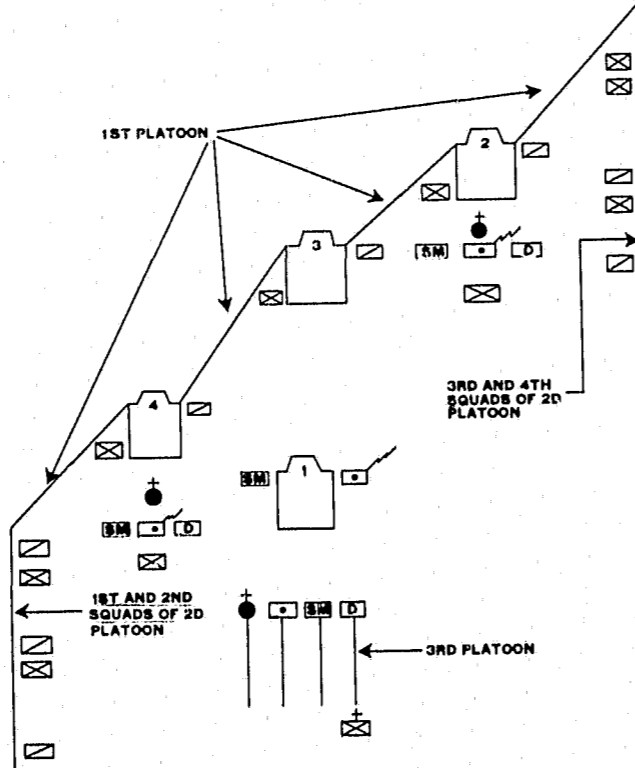 1ST PLATOON
2
SM
D
3
3RD AND 4TH
SQUADS OF 2D
PLATOON
4
SM
1
SM
D
1ST AND 2ND
SQUADS OF 2D
PLATOON
SM
D
3RD PLATOON